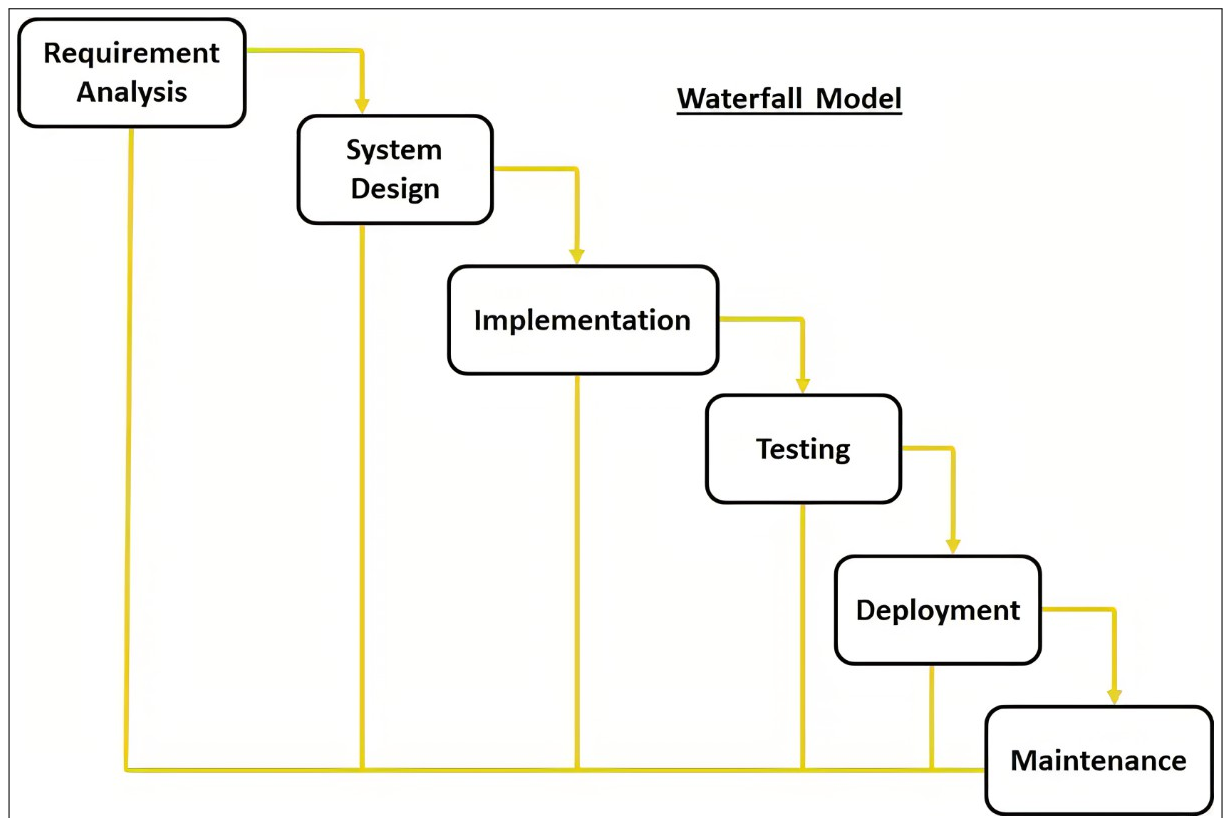 Requirement
Analysis
Waterfall Model
System
Design
Implementation
Testing
Deployment
Maintenance